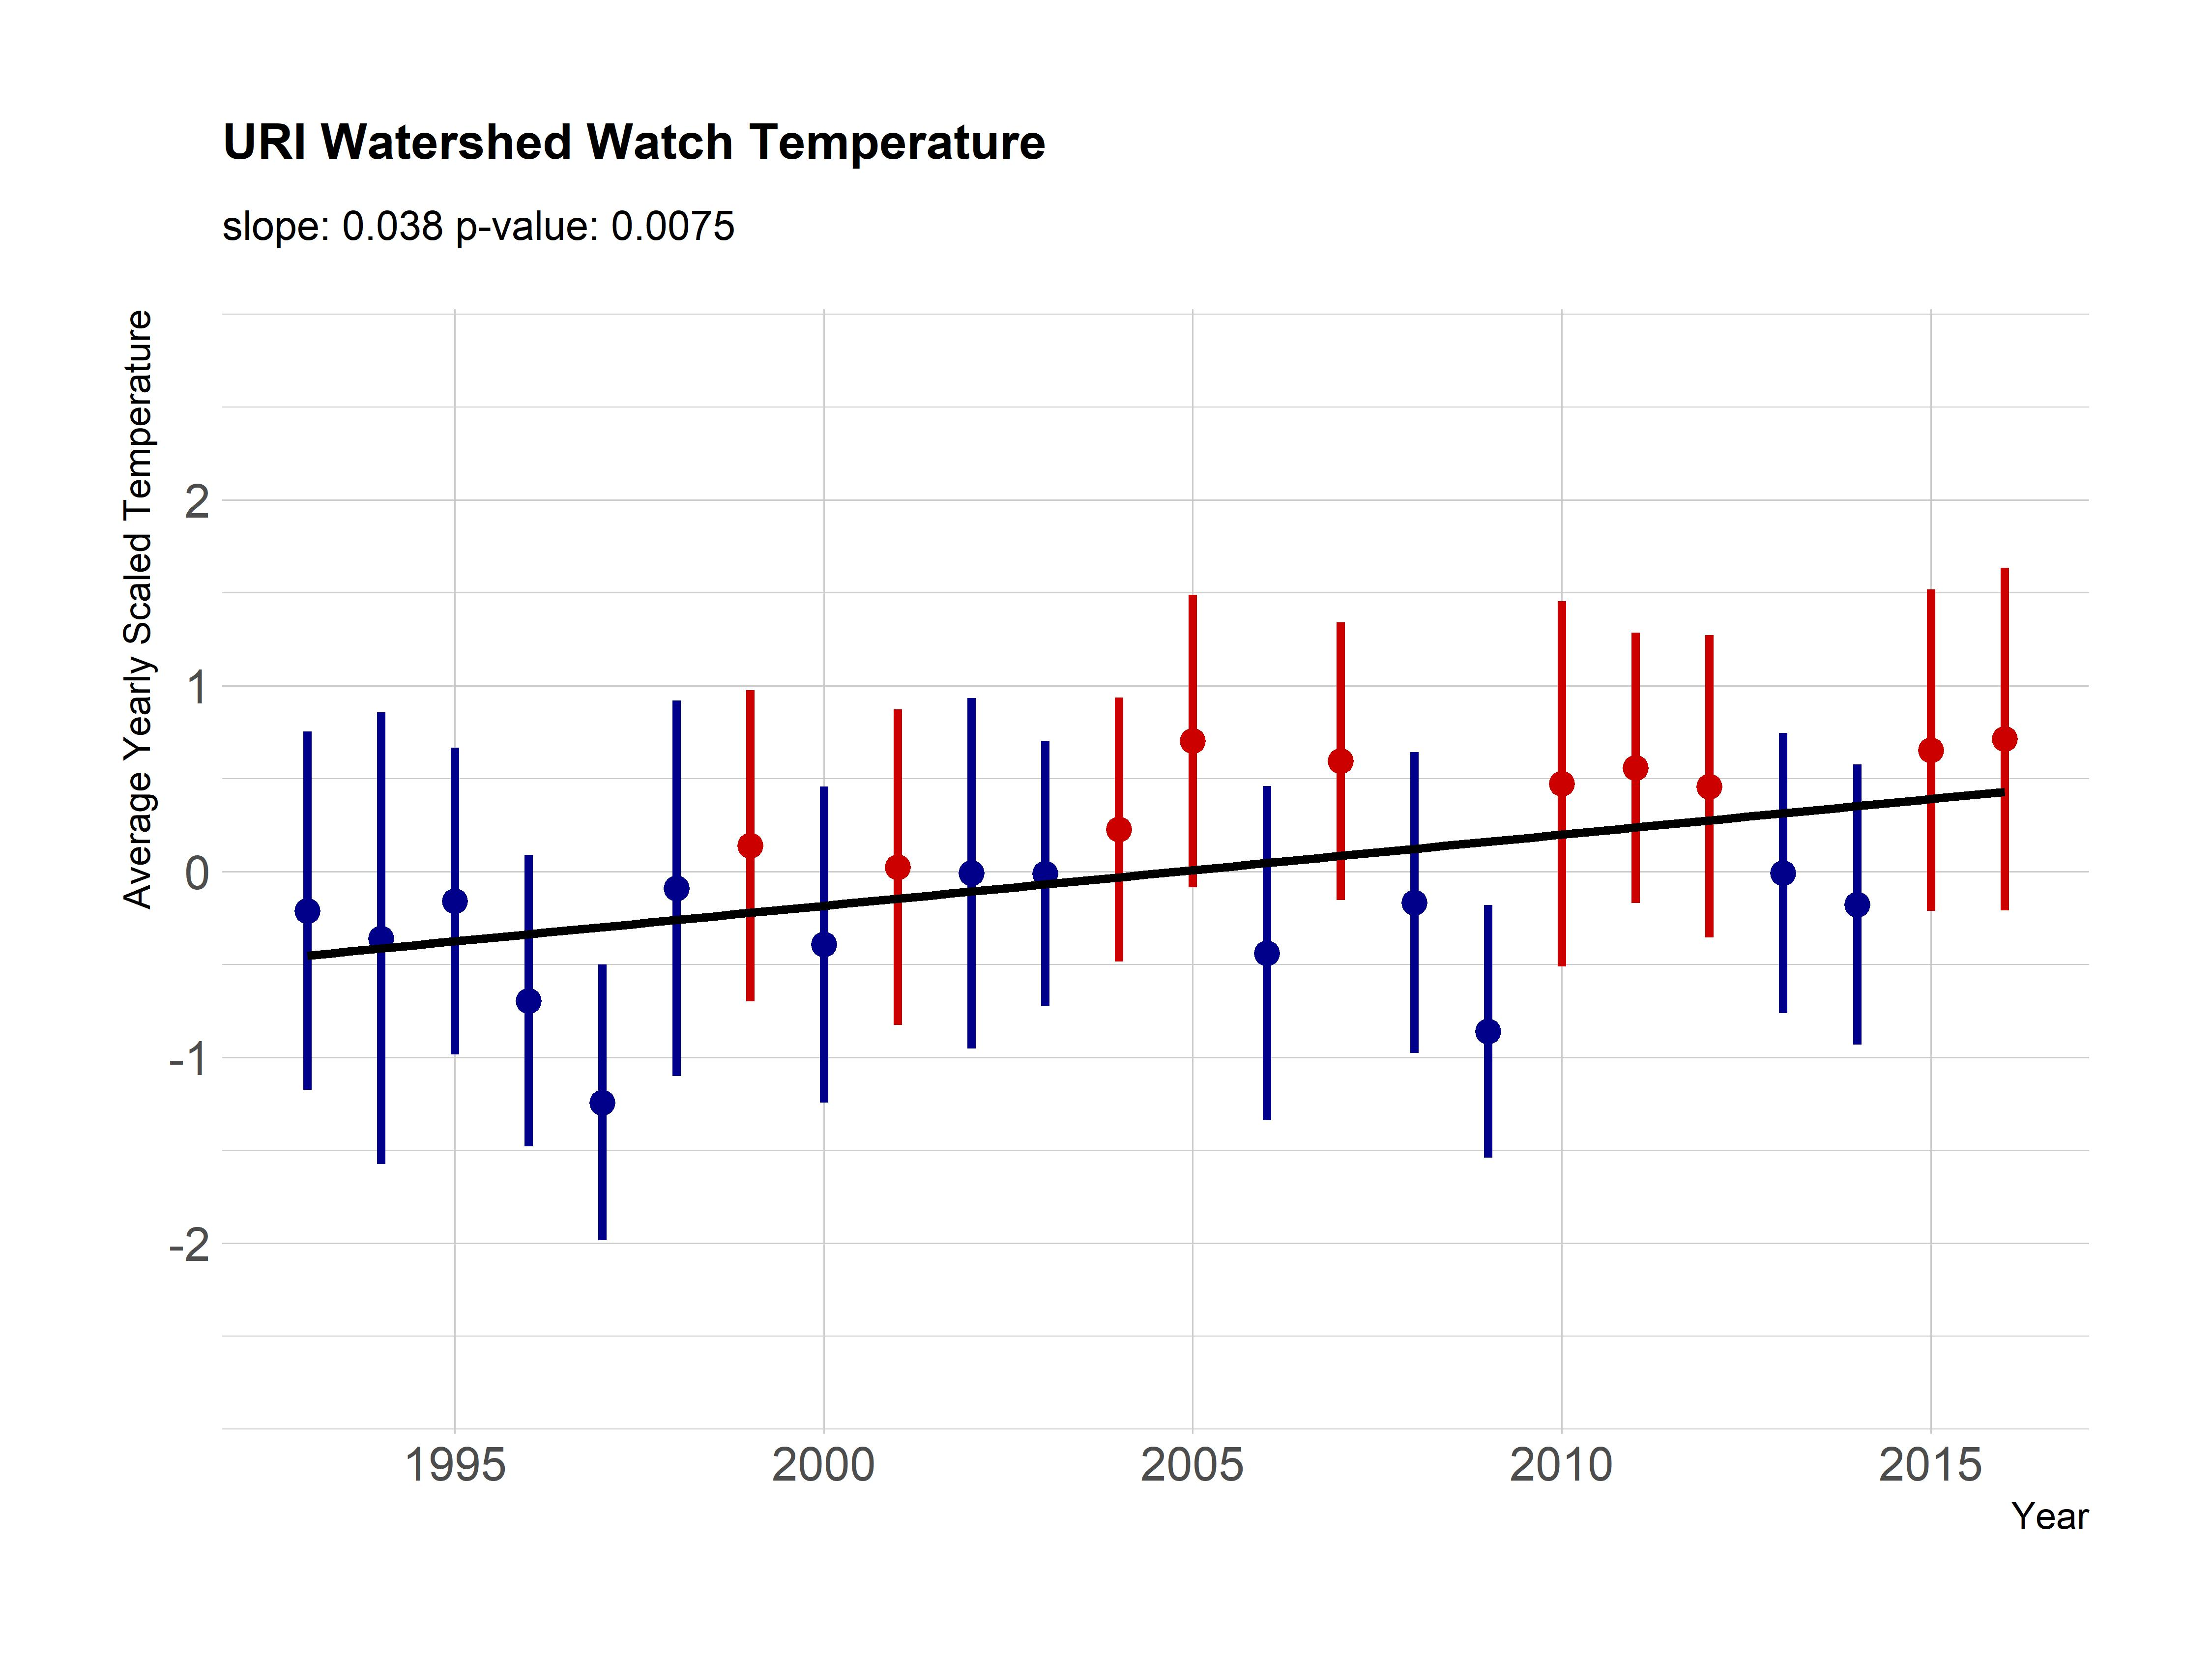 URI Watershed Watch Temperature
slope: 0.038 p-value: 0.0075
Average Yearly Scaled Temperature
2
1
0
-1
-2
1995
2000
2005
2010
2015
Year